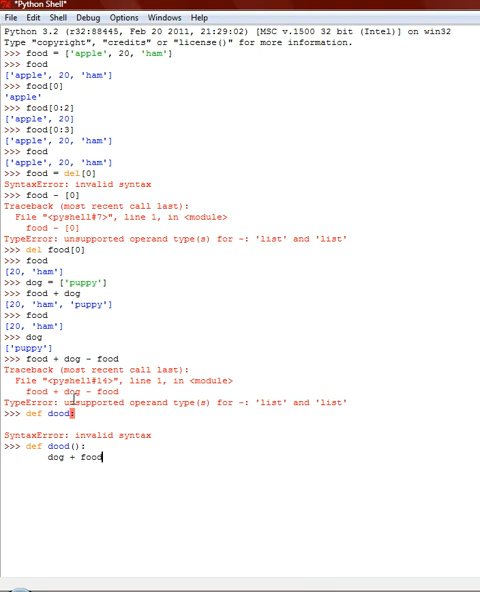 *Python Shell*
File Edit Shell Debug Options Windows Help
Python 3.2 (r32:88445, Feb 20 2011, 21:29:02) [MSC v.1500 32 bit (Intel)] on win32
Type "copyright", "credits" or "license()" for more information.
>>> food = ['apple', 20, 'ham']
>>> food
['apple', 20, 'ham']
>>> food[0]
'apple'
>>> food[0:2]
['apple', 20]
>>> food[0:3]
['apple', 20, 'ham']
>>> food
['apple', 20, 'ham']
>>> food = del[0]
SyntaxError: invalid syntax
>>> food - [0]
Traceback (most recent call last):
  File "<pyshell#7>", line 1, in <module>
    food - [0]
TypeError: unsupported operand type(s) for -: 'list' and 'list'
>>> del food[0]
>>> food
[20, 'ham']
>>> dog = ['puppy']
>>> food + dog
[20, 'ham', 'puppy']
>>> food
[20, 'ham']
>>> dog
['puppy']
>>> food + dog - food
Traceback (most recent call last):
  File "<pyshell#14>", line 1, in <module>
    food + dog - food
TypeError: unsupported operand type(s) for -: 'list' and 'list'
>>> def dood:
SyntaxError: invalid syntax
>>> def dood():
        dog + food